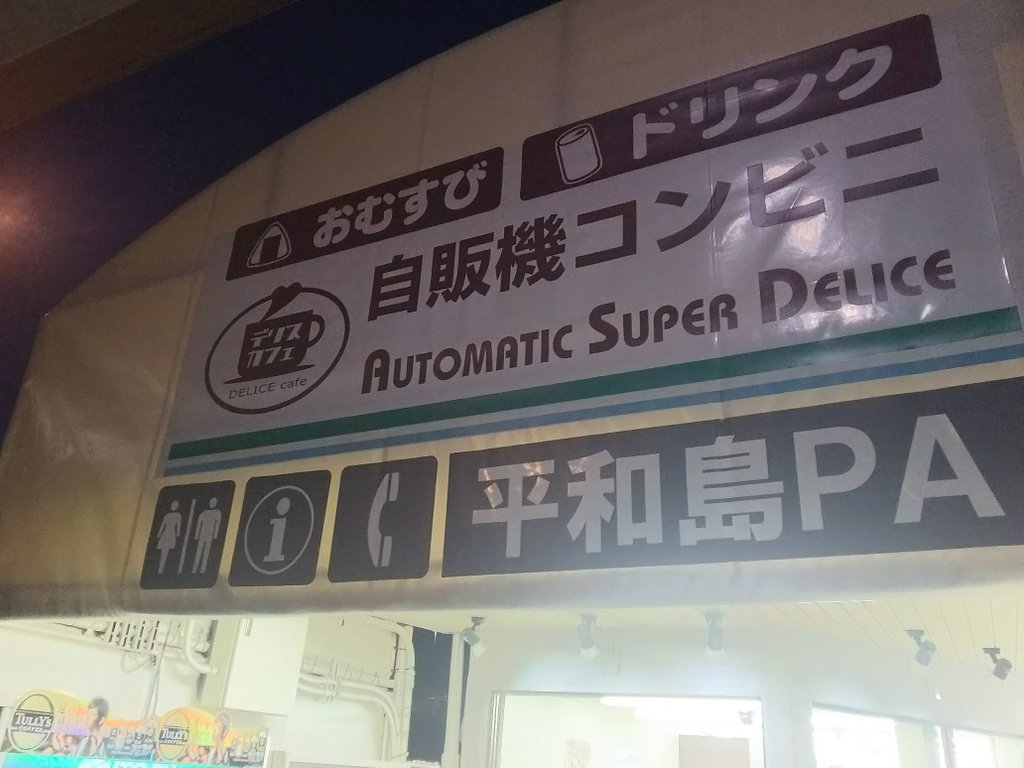 おむすび
ドリンク
自販機コンビニ
デリス
カフェ
DELICE cafe
AUTOMATIC SUPER DELICE
平和島PA
TULLY'S
COFFEE
TULLY'S
COFFEE